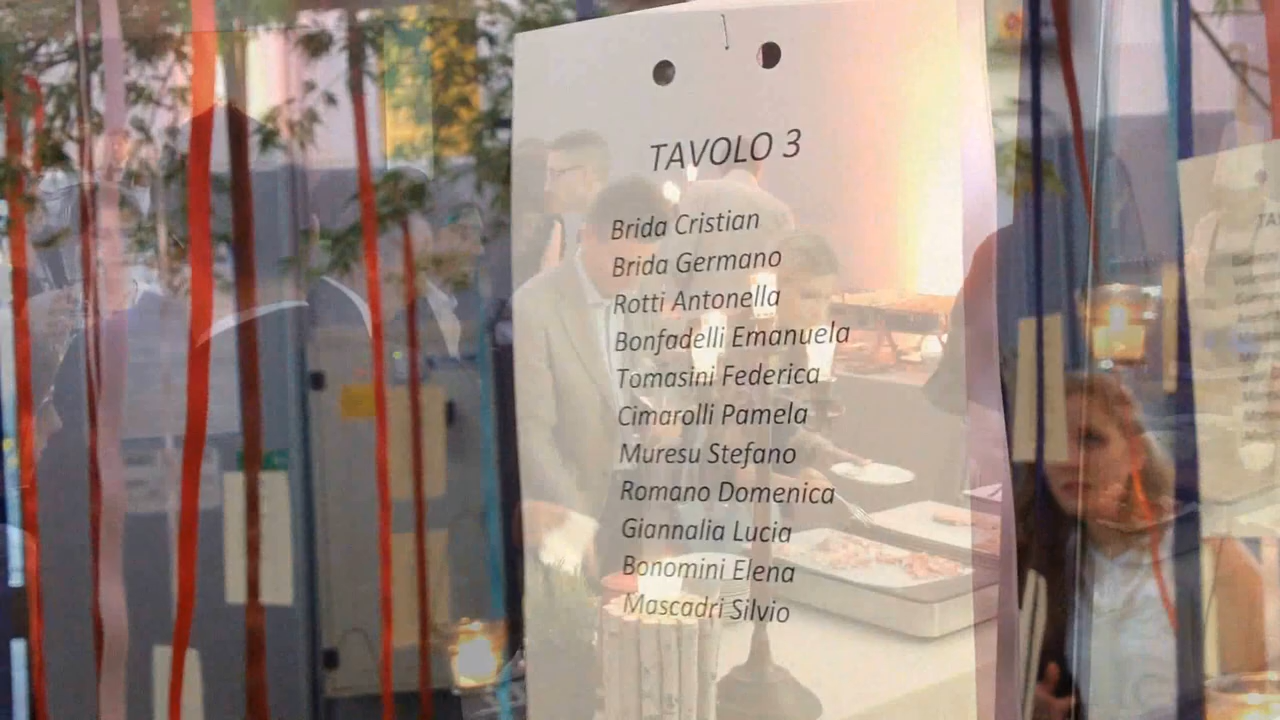 TAVOLO 3
Brida Cristian
Brida Germano
Rotti Antonella
Bonfadelli Emanuela
Tomasini Federica
Cimarolli Pamela
Muresu Stefano
Romano Domenica
Giannalia Lucia
Bonomini Elena
Mascadri Silvio